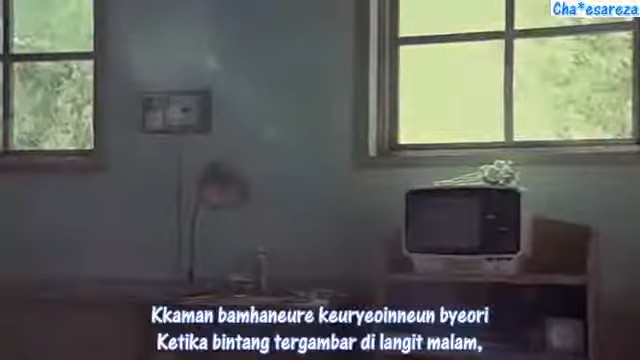 Cha*esareza
Kkaman bamhaneure keuryeoinneun byeori
Ketika bintang tergambar di langit malam,